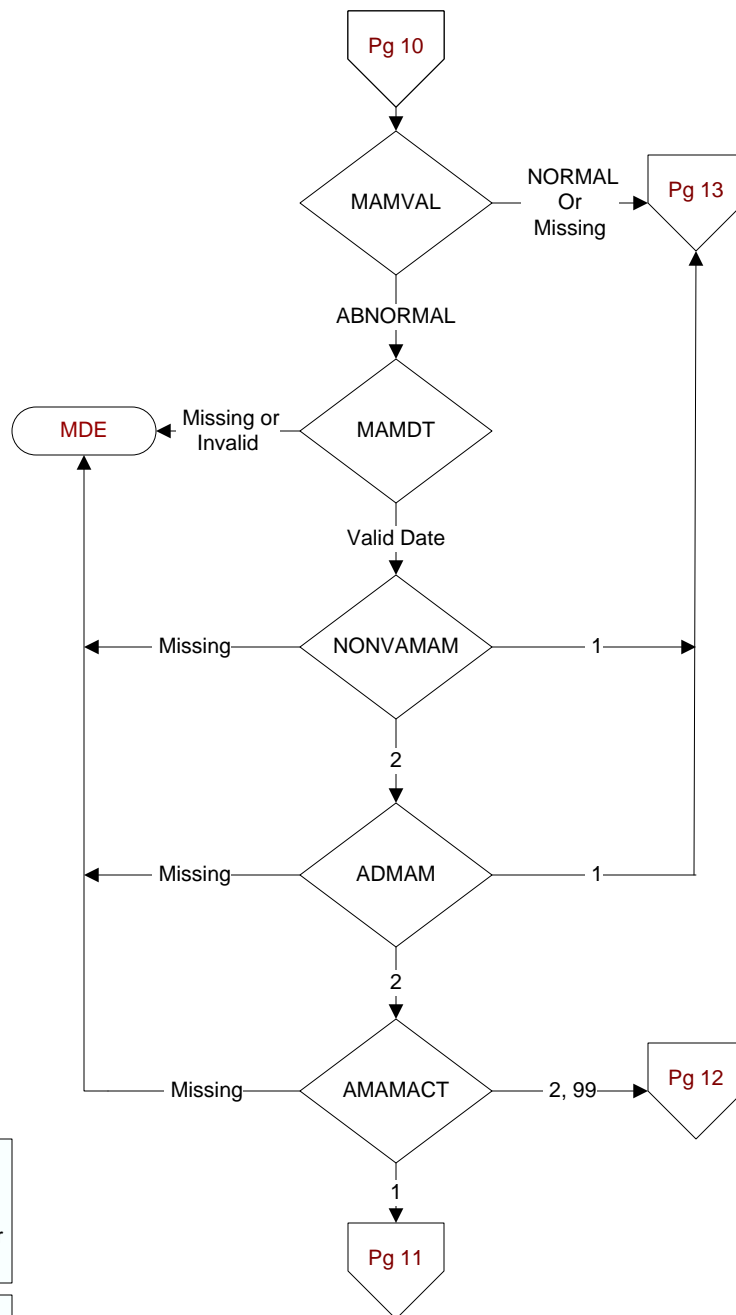 Pg 10
MAMVAL
NORMAL
Or
Missing
Pg 13
ABNORMAL
MDE
Missing or
Invalid
MAMDT
Valid Date
Missing
NONVAMAM
1
2
Missing
ADMAM
1
2
Missing
AMAMACT
2, 99
Pg 12
1
Pg 11